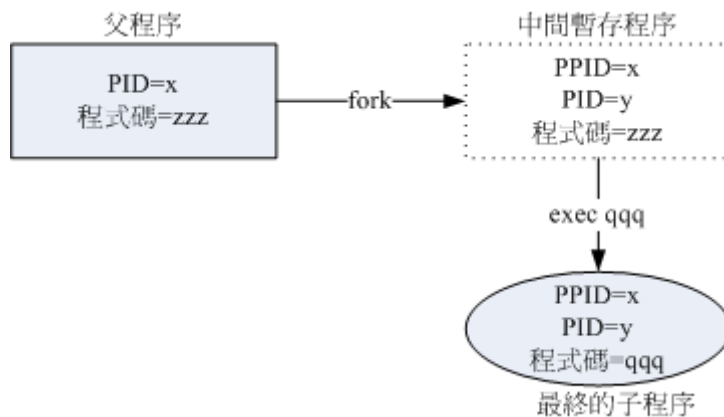 父程序
PID=x
程式碼=zzz
fork
中間暫存程序
PPID=x
PID=y
程式碼=zzz
exec qqq
PPID=x
PID=y
程式碼=qqq
最終的子程序